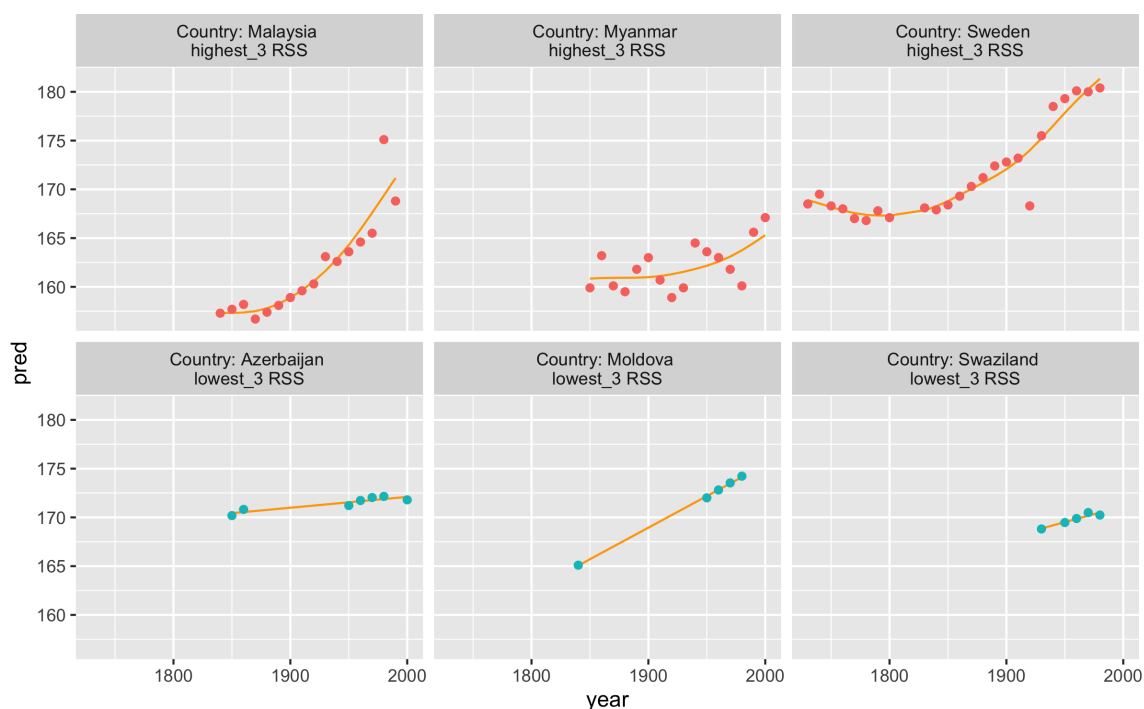 Country: Malaysia
highest_3 RSS
Country: Myanmar
highest_3 RSS
Country: Sweden
highest_3 RSS
180
175
170
165
160
Country: Azerbaijan
lowest_3 RSS
Country: Moldova
lowest_3 RSS
Country: Swaziland
lowest_3 RSS
180
175
170
165
160
pred
1800 1900 2000
1800 1900 2000
1800 1900 2000
year